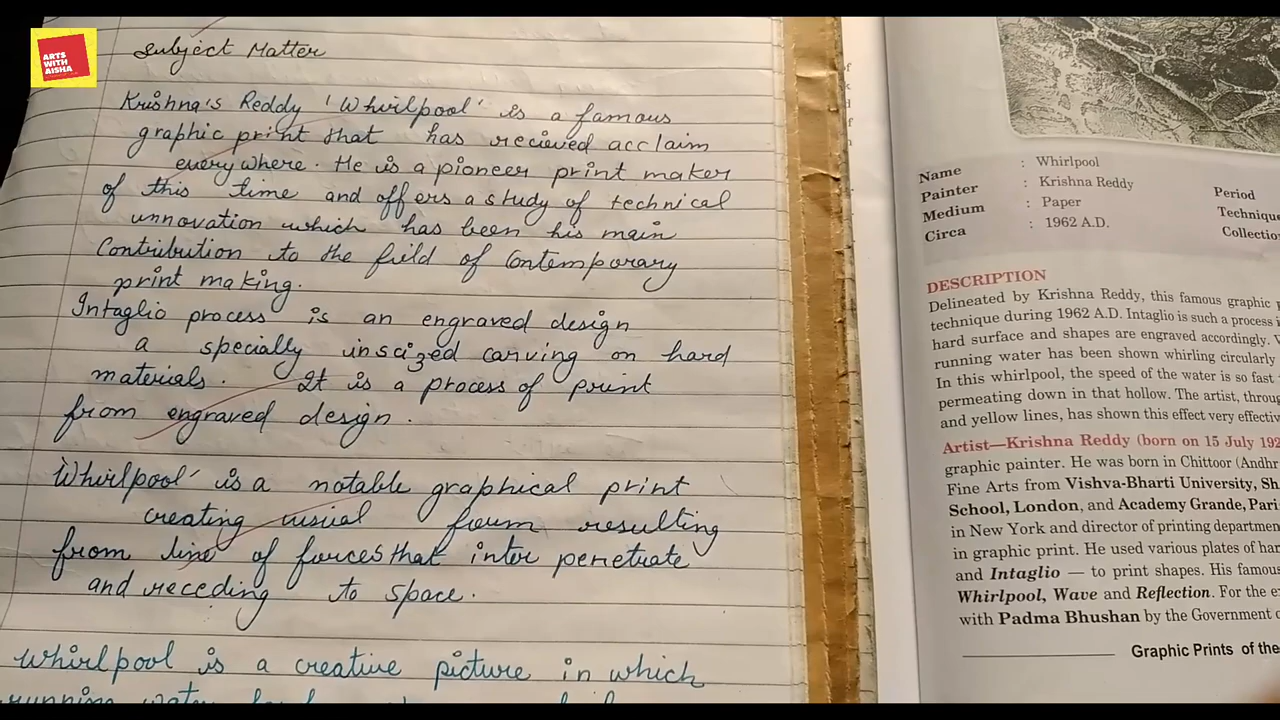 ARTS
WITH
AISHA
Subject Matter
Krishna's Reddy 'Whirlpool' is a famous
graphic print that has recieved acclaim
everywhere. He is a pioneer print maker
of this time and offers a study of technical
unnovation which has been his main
Contribution to the field of Contemporary
print making.
Intaglio process is an engraved design
a specially inscized carving on hard
materials. It is a process of print
from engraved design.
'Whirlpool' is a notable graphical print
creating visual foum resulting
from line of forces that inter penetrate
and receding to space.
Whirlpool is a creative picture in which
running water
Name : Whirlpool
Painter : Krishna Reddy
Medium : Paper
Circa : 1962 A.D.
Period
Techniqu
Collectio
DESCRIPTION
Delineated by Krishna Reddy, this famous graphic
technique during 1962 A.D. Intaglio is such a process i
hard surface and shapes are engraved accordingly.
running water has been shown whirling circularly
In this whirlpool, the speed of the water is so fast
permeating down in that hollow. The artist, throug
and yellow lines, has shown this effect very effectiv
Artist—Krishna Reddy (born on 15 July 192
graphic painter. He was born in Chittoor (Andhr
Fine Arts from Vishva-Bharti University, Sh
School, London, and Academy Grande, Pari
in New York and director of printing departmen
in graphic print. He used various plates of har
and Intaglio — to print shapes. His famou
Whirlpool, Wave and Reflection. For the e
with Padma Bhushan by the Government o
Graphic Prints of the